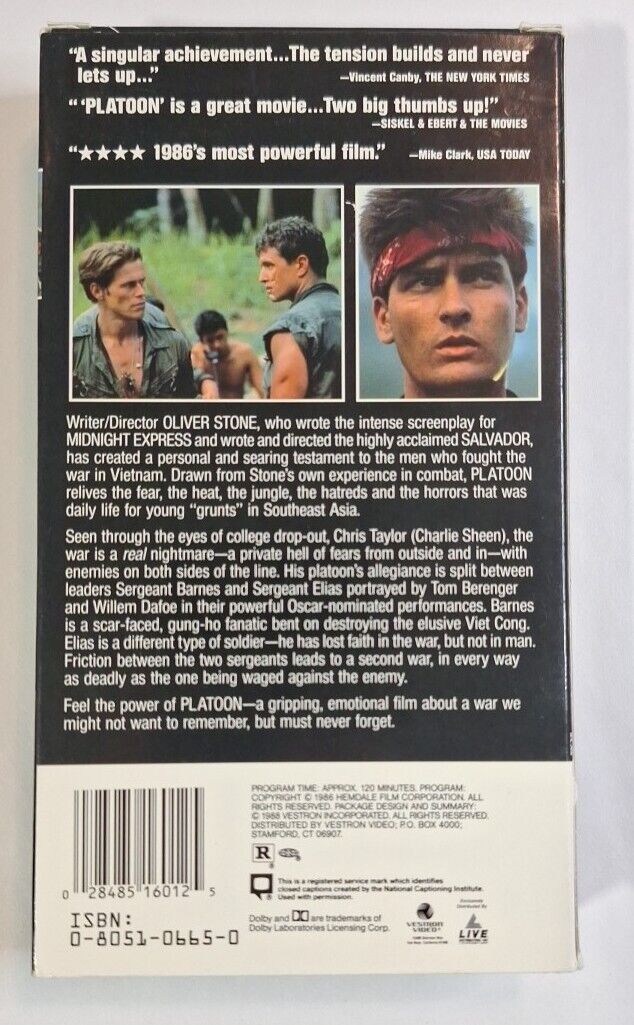 "A singular achievement...The tension builds and never
lets up..."
—Vincent Canby, THE NEW YORK TIMES
" 'PLATOON' is a great movie...Two big thumbs up!"
—SISKEL & EBERT & THE MOVIES
"★★★★ 1986's most powerful film." —Mike Clark, USA TODAY
Writer/Director OLIVER STONE, who wrote the intense screenplay for
MIDNIGHT EXPRESS and wrote and directed the highly acclaimed SALVADOR,
has created a personal and searing testament to the men who fought the
war in Vietnam. Drawn from Stone's own experience in combat, PLATOON
relives the fear, the heat, the jungle, the hatreds and the horrors that was
daily life for young "grunts" in Southeast Asia.
Seen through the eyes of college drop-out, Chris Taylor (Charlie Sheen), the
war is a real nightmare—a private hell of fears from outside and in—with
enemies on both sides of the line. His platoon's allegiance is split between
leaders Sergeant Barnes and Sergeant Elias portrayed by Tom Berenger
and Willem Dafoe in their powerful Oscar-nominated performances. Barnes
is a scar-faced, gung-ho fanatic bent on destroying the elusive Viet Cong.
Elias is a different type of soldier—he has lost faith in the war, but not in man.
Friction between the two sergeants leads to a second war, in every way
as deadly as the one being waged against the enemy.
Feel the power of PLATOON—a gripping, emotional film about a war we
might not want to remember, but must never forget.
PROGRAM TIME: APPROX. 120 MINUTES. PROGRAM:
COPYRIGHT © 1986 HEMDALE FILM CORPORATION. ALL
RIGHTS RESERVED. PACKAGE DESIGN AND SUMMARY:
© 1988 VESTRON INCORPORATED. ALL RIGHTS RESERVED.
DISTRIBUTED BY VESTRON VIDEO; P.O. BOX 4000;
STAMFORD, CT 06907.
R
This is a registered service mark which identifies
closed captions created by the National Captioning Institute.
Used with permission.
0 28485 16012 5
ISBN:
0-8051-0665-0
Dolby and DD are trademarks of
Dolby Laboratories Licensing Corp.
VESTRON
VIDEO®
Exclusively
Distributed By
LIVE